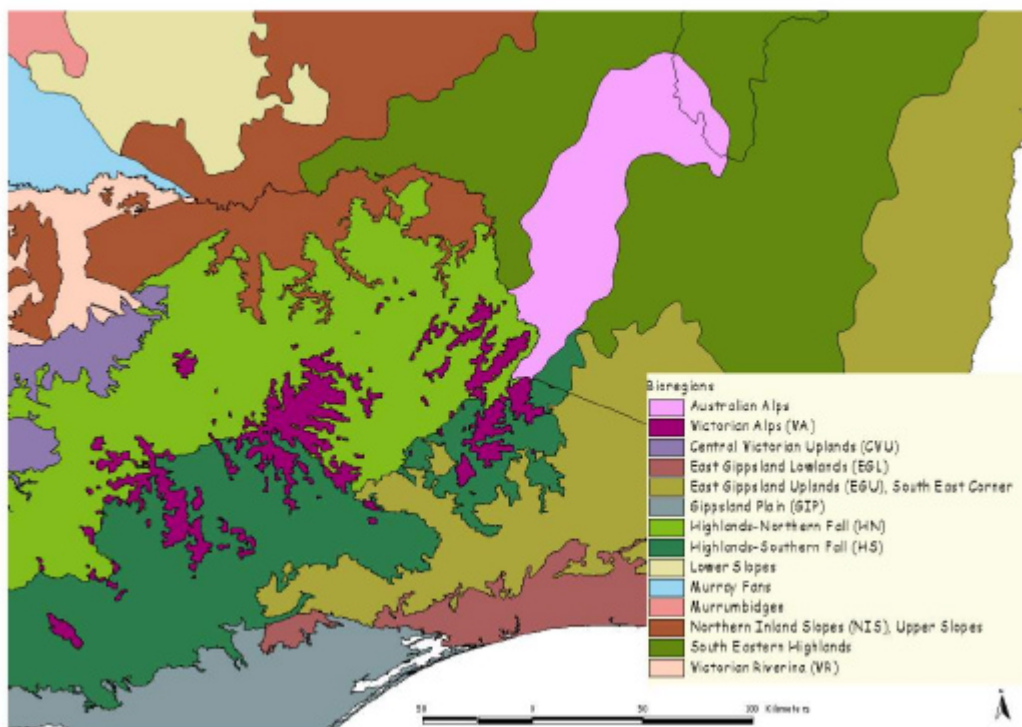 Bioregions
Australian Alps
Victorian Alps (VA)
Central Victorian Uplands (CVU)
East Gippsland Lowlands (EGL)
East Gippsland Uplands (EGU), South East Corner
Gippsland Plain (GIP)
Highlands-Northern Fall (HN)
Highlands-Southern Fall (HS)
Lower Slopes
Murray Fans
Murrumbidgee
Northern Inland Slopes (NIS), Upper Slopes
South Eastern Highlands
Victorian Riverina (VR)
50 0 50 100 Kilometers